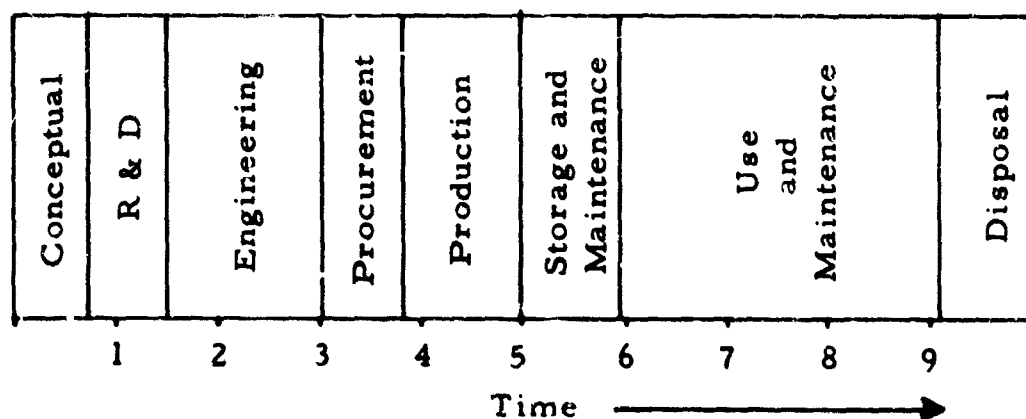 Conceptual
R & D
Engineering
Procurement
Production
Storage and
Maintenance
Use
and
Maintenance
Disposal
1 2 3 4 5 6 7 8 9
Time